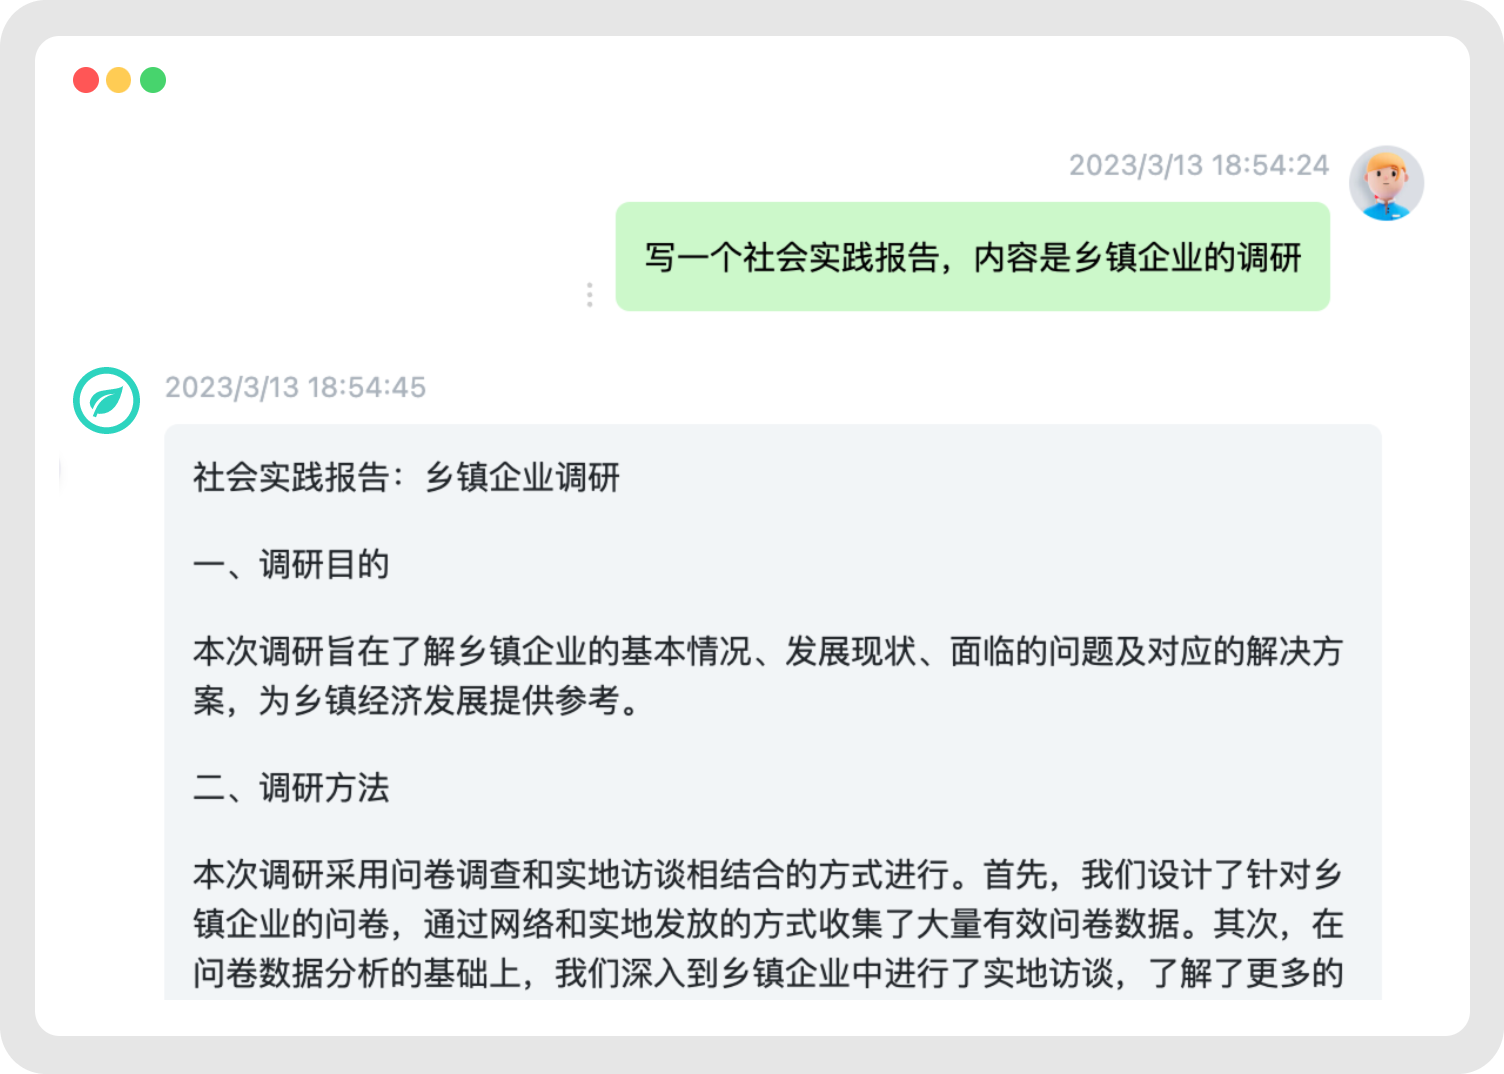 2023/3/13 18:54:24
写一个社会实践报告，内容是乡镇企业的调研
2023/3/13 18:54:45
社会实践报告：乡镇企业调研
一、调研目的
本次调研旨在了解乡镇企业的基本情况、发展现状、面临的问题及对应的解决方
案，为乡镇经济发展提供参考。
二、调研方法
本次调研采用问卷调查和实地访谈相结合的方式进行。首先，我们设计了针对乡
镇企业的问卷，通过网络和实地发放的方式收集了大量有效问卷数据。其次，在
问卷数据分析的基础上，我们深入到乡镇企业中进行了实地访谈，了解了更多的